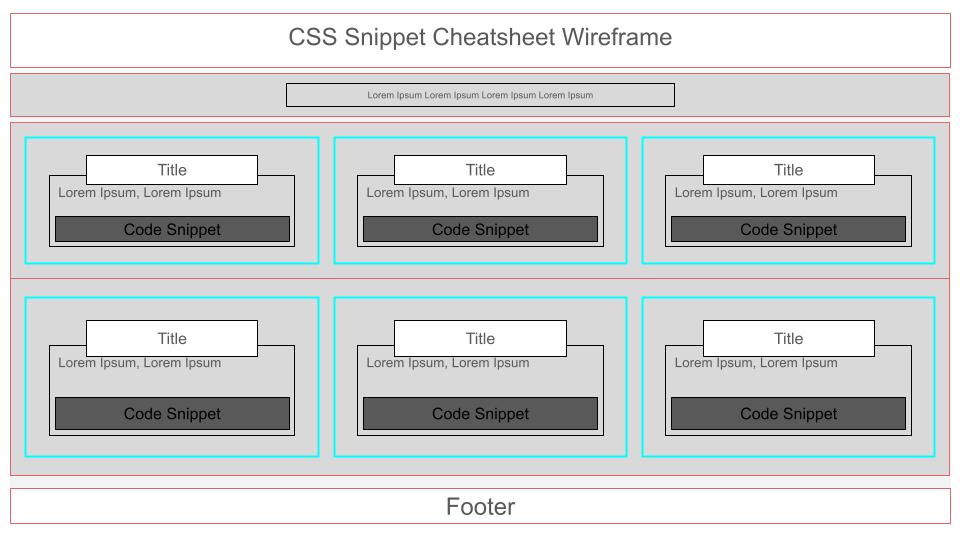 CSS Snippet Cheatsheet Wireframe
Lorem Ipsum Lorem Ipsum Lorem Ipsum Lorem Ipsum
Title
Lorem Ipsum, Lorem Ipsum
Code Snippet
Title
Lorem Ipsum, Lorem Ipsum
Code Snippet
Title
Lorem Ipsum, Lorem Ipsum
Code Snippet
Title
Lorem Ipsum, Lorem Ipsum
Code Snippet
Title
Lorem Ipsum, Lorem Ipsum
Code Snippet
Title
Lorem Ipsum, Lorem Ipsum
Code Snippet
Footer